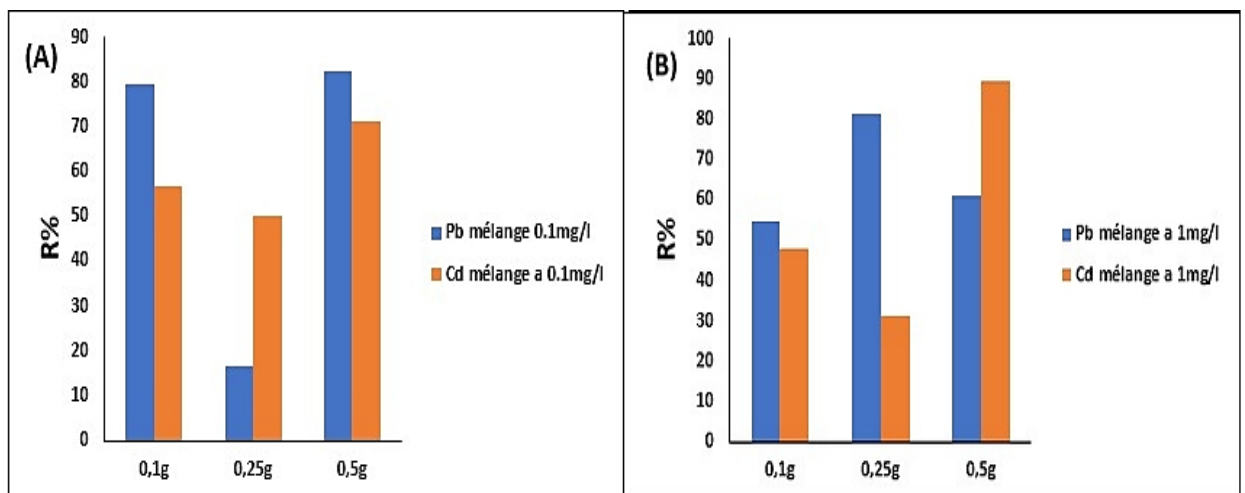 (A)
R%
90
80
70
60
50
40
30
20
10
0
0,1g 0,25g 0,5g
Pb mélange 0.1mg/l
Cd mélange a 0.1mg/l
(B)
R%
100
90
80
70
60
50
40
30
20
10
0
0,1g 0,25g 0,5g
Pb mélange a 1mg/l
Cd mélange a 1mg/l